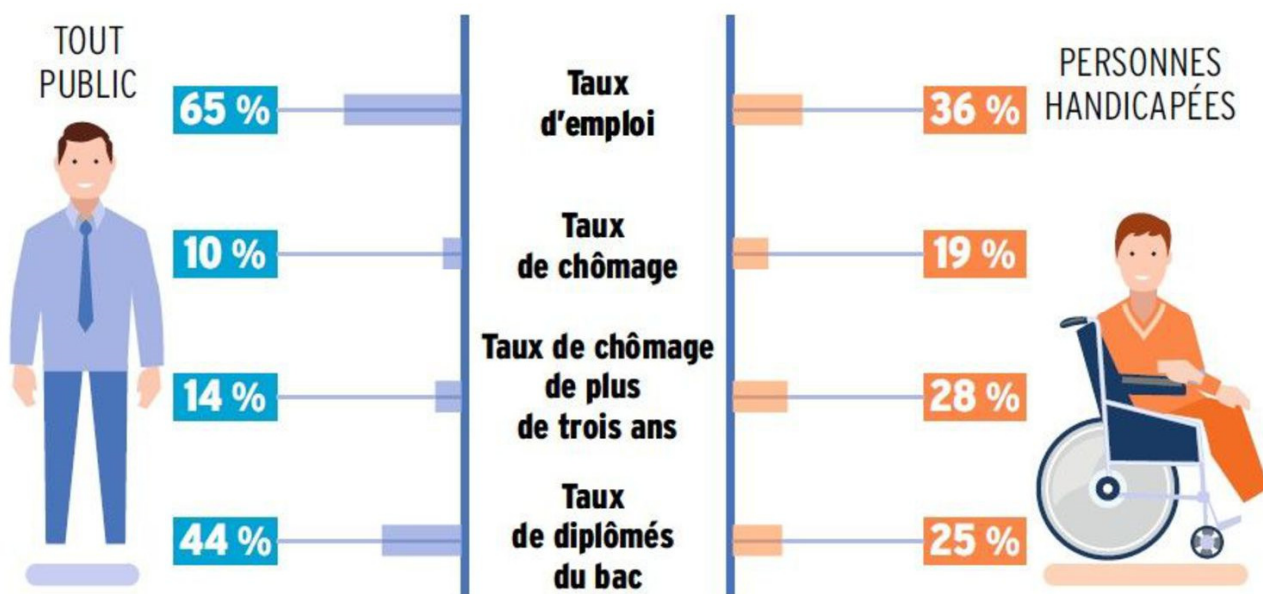 TOUT
PUBLIC
PERSONNES
HANDICAPÉES
65 %
Taux
d'emploi
36 %
10 %
Taux
de chômage
19 %
14 %
Taux de chômage
de plus
de trois ans
28 %
44 %
Taux
de diplômés
du bac
25 %